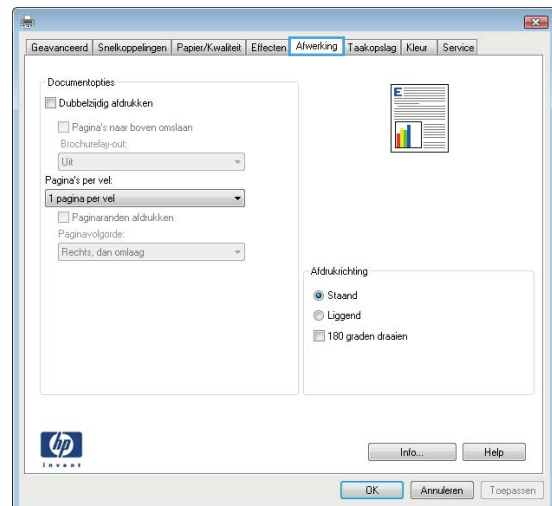 Geavanceerd Snelkoppelingen Papier/Kwaliteit Effecten Afwerking Taakopslag Kleur Service
Documentopties
Dubbelzijdig afdrukken
Pagina's naar boven omslaan
Brochurelay-out:
Uit
Pagina's per vel:
1 pagina per vel
Paginaranden afdrukken
Paginavolgorde:
Rechts, dan omlaag
E
Afdrukrichting
Staand
Liggend
180 graden draaien
hp
invent
Info... Help
OK Annuleren Toepassen